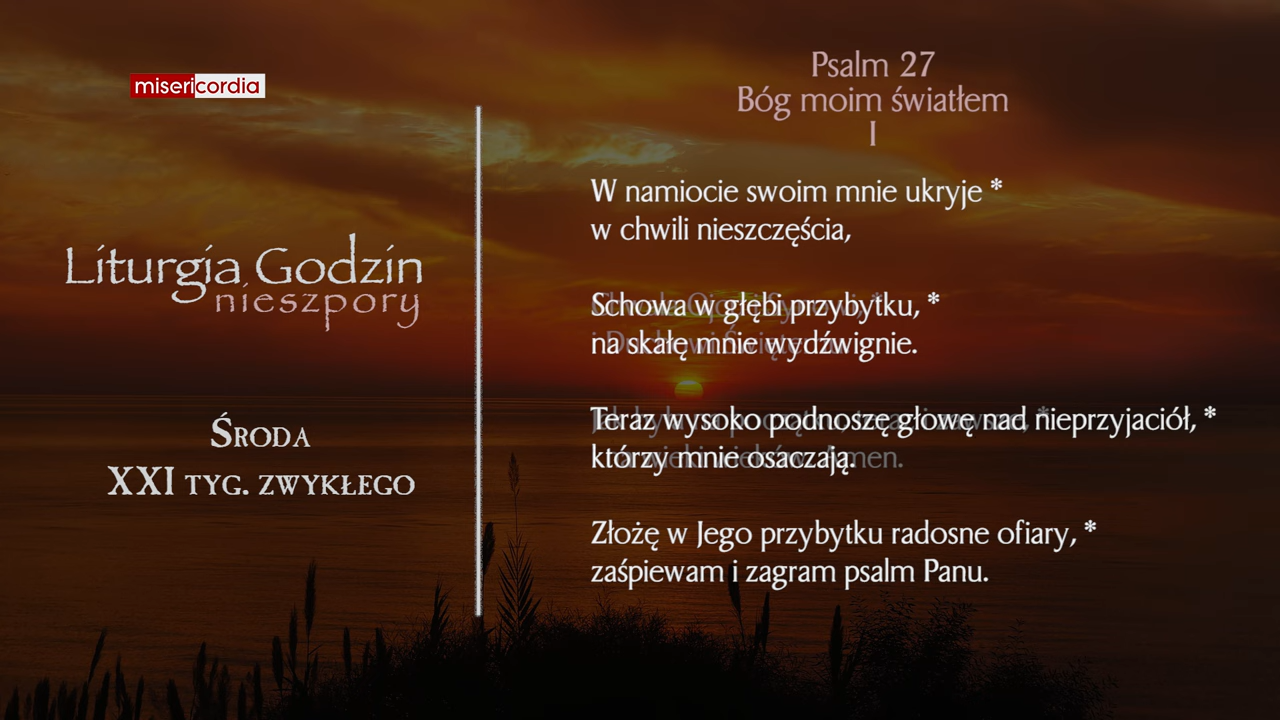 misericordia
Liturgia Godzin
nieszpory
Środa
XXI tyg. zwykłego
Psalm 27
Bóg moim światłem
I
W namiocie swoim mnie ukryje *
w chwili nieszczęścia,
Schowa w głębi przybytku, *
na skałę mnie wydźwignie.
Teraz wysoko podnoszę głowę nad nieprzyjaciół, *
którzy mnie osaczają.
Złożę w Jego przybytku radosne ofiary, *
zaśpiewam i zagram psalm Panu.